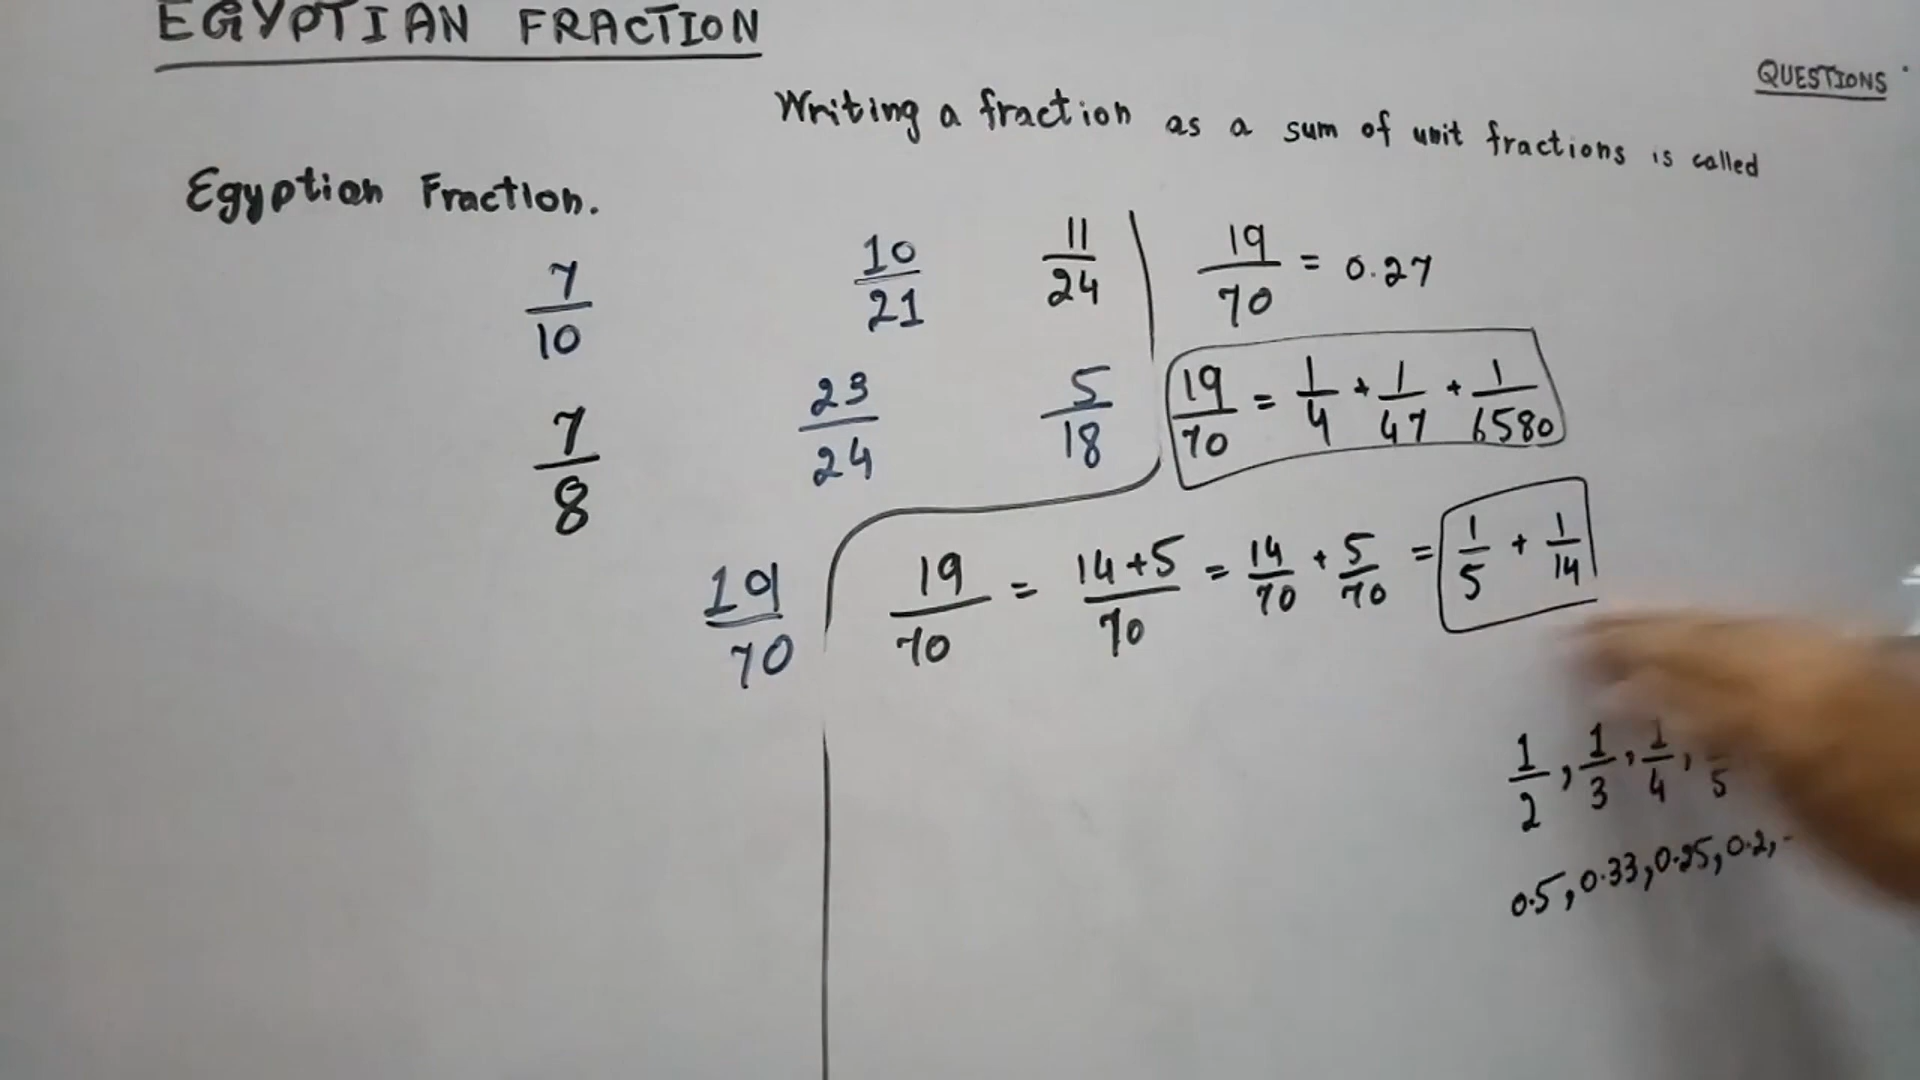 EGYPTIAN FRACTION
QUESTIONS
Writing a fraction as a sum of unit fractions is called
Egyptian Fraction.
7/10
10/21
11/24
19/70 = 0.27
7/8
23/24
5/18
19/70 = 1/4 + 1/47 + 1/6580
19/70
19/70 = 14+5/70 = 14/70 + 5/70 = 1/5 + 1/14
1/2, 1/3, 1/4, /5
0.5, 0.33, 0.25, 0.2,